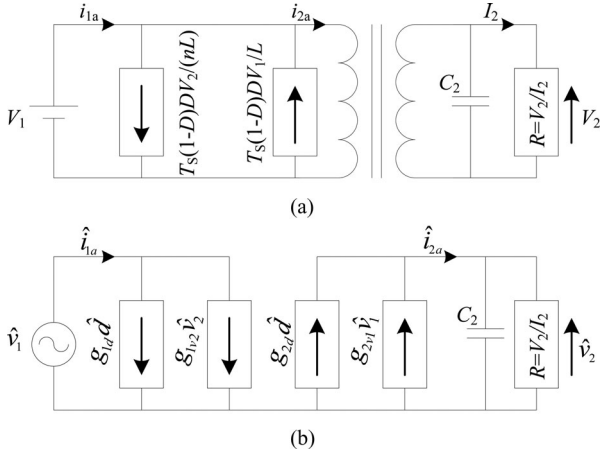 i₁ₐ
i₂ₐ
I₂
V₁
Tₛ(1-D)DV₂/(nL)
Tₛ(1-D)DV₁/L
C₂
R=V₂/I₂
V₂
(a)
î₁ₐ
î₂ₐ
v̂₁
g₁d d̂
g₁ᵥ₂ v̂₂
g₂d d̂
g₂ᵥ₁ v̂₁
C₂
R=V₂/I₂
v̂₂
(b)